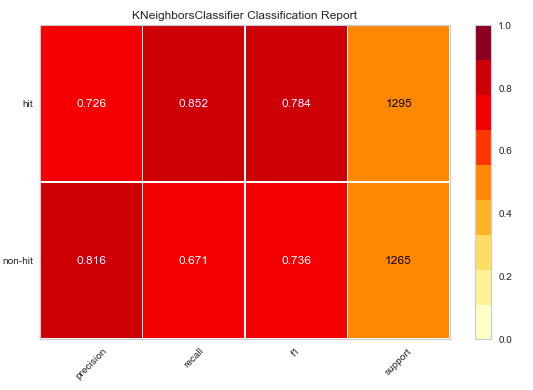 KNeighborsClassifier Classification Report
hit 0.726 0.852 0.784 1295
non-hit 0.816 0.671 0.736 1265
precision recall f1 support
1.0
0.8
0.6
0.4
0.2
0.0